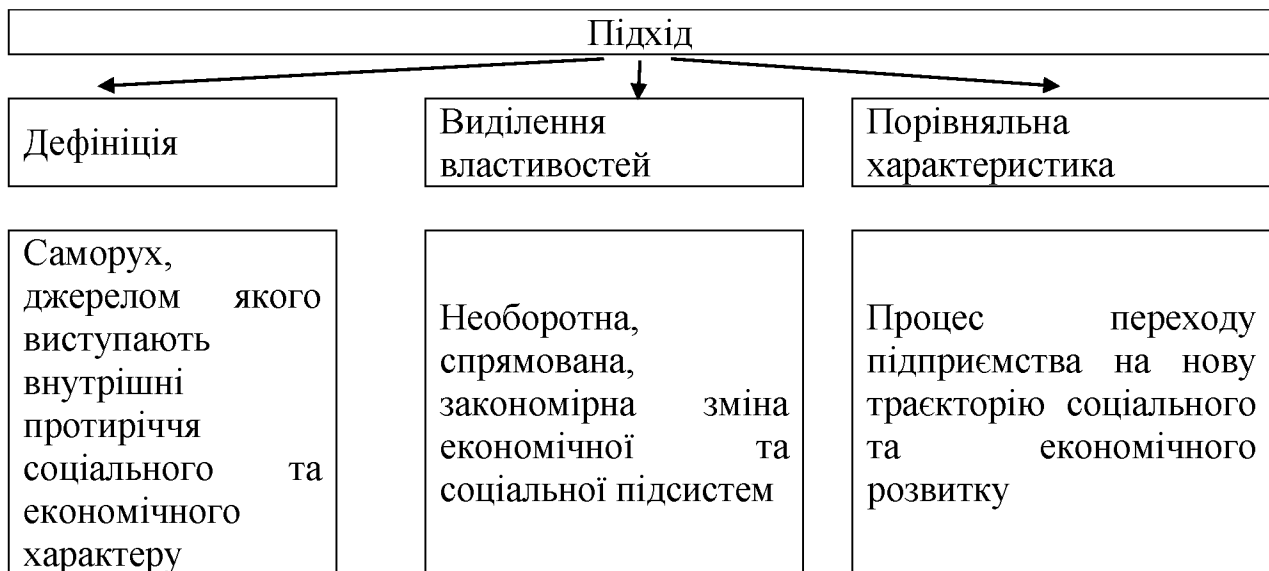 Підхід
Дефініція
Виділення
властивостей
Порівняльна
характеристика
Саморух,
джерелом якого
виступають
внутрішні
протиріччя
соціального та
економічного
характеру
Необоротна,
спрямована,
закономірна зміна
економічної та
соціальної підсистем
Процес переходу
підприємства на нову
траєкторію соціального
та економічного
розвитку